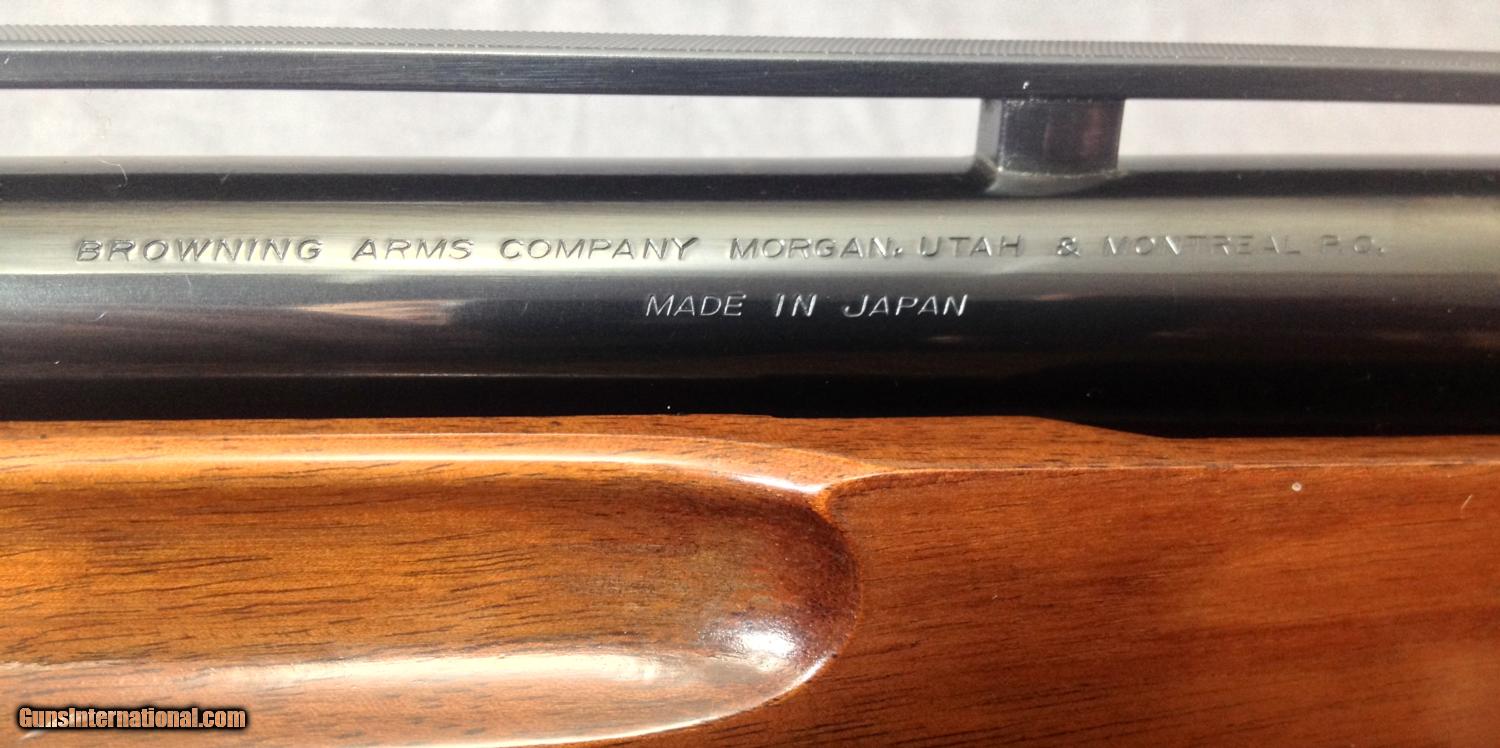 BROWNING ARMS COMPANY MORGAN, UTAH & MONTREAL P.Q.
MADE IN JAPAN
GunsInternational.com